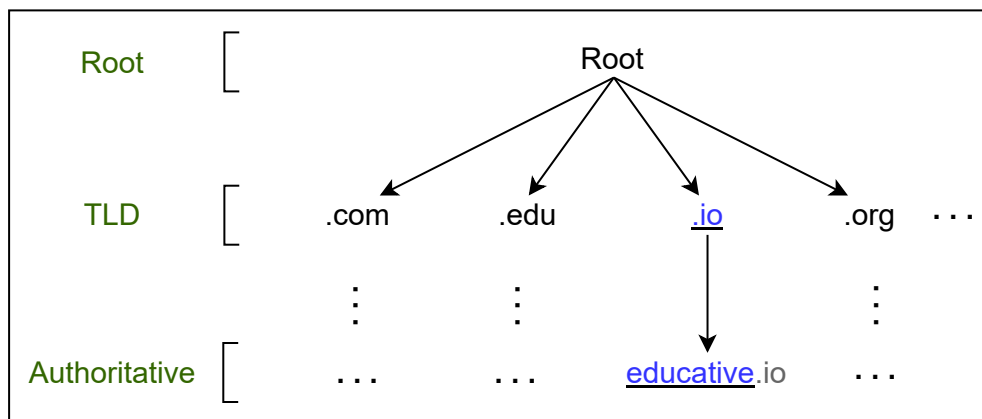 Root Root
TLD .com .edu .io .org ...
Authoritative ... ... educative.io ...